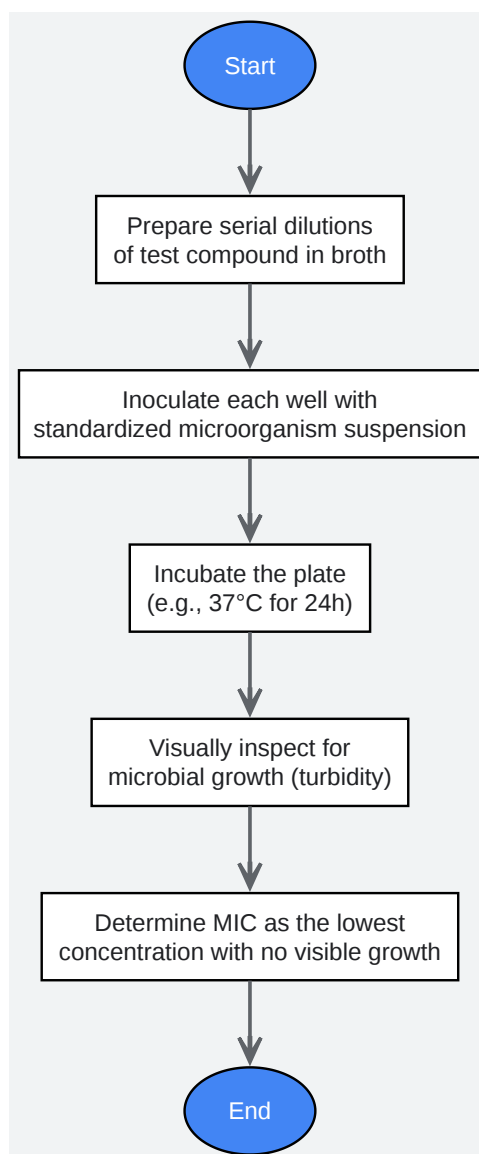 Start
Prepare serial dilutions
of test compound in broth
Inoculate each well with
standardized microorganism suspension
Incubate the plate
(e.g., 37°C for 24h)
Visually inspect for
microbial growth (turbidity)
Determine MIC as the lowest
concentration with no visible growth
End